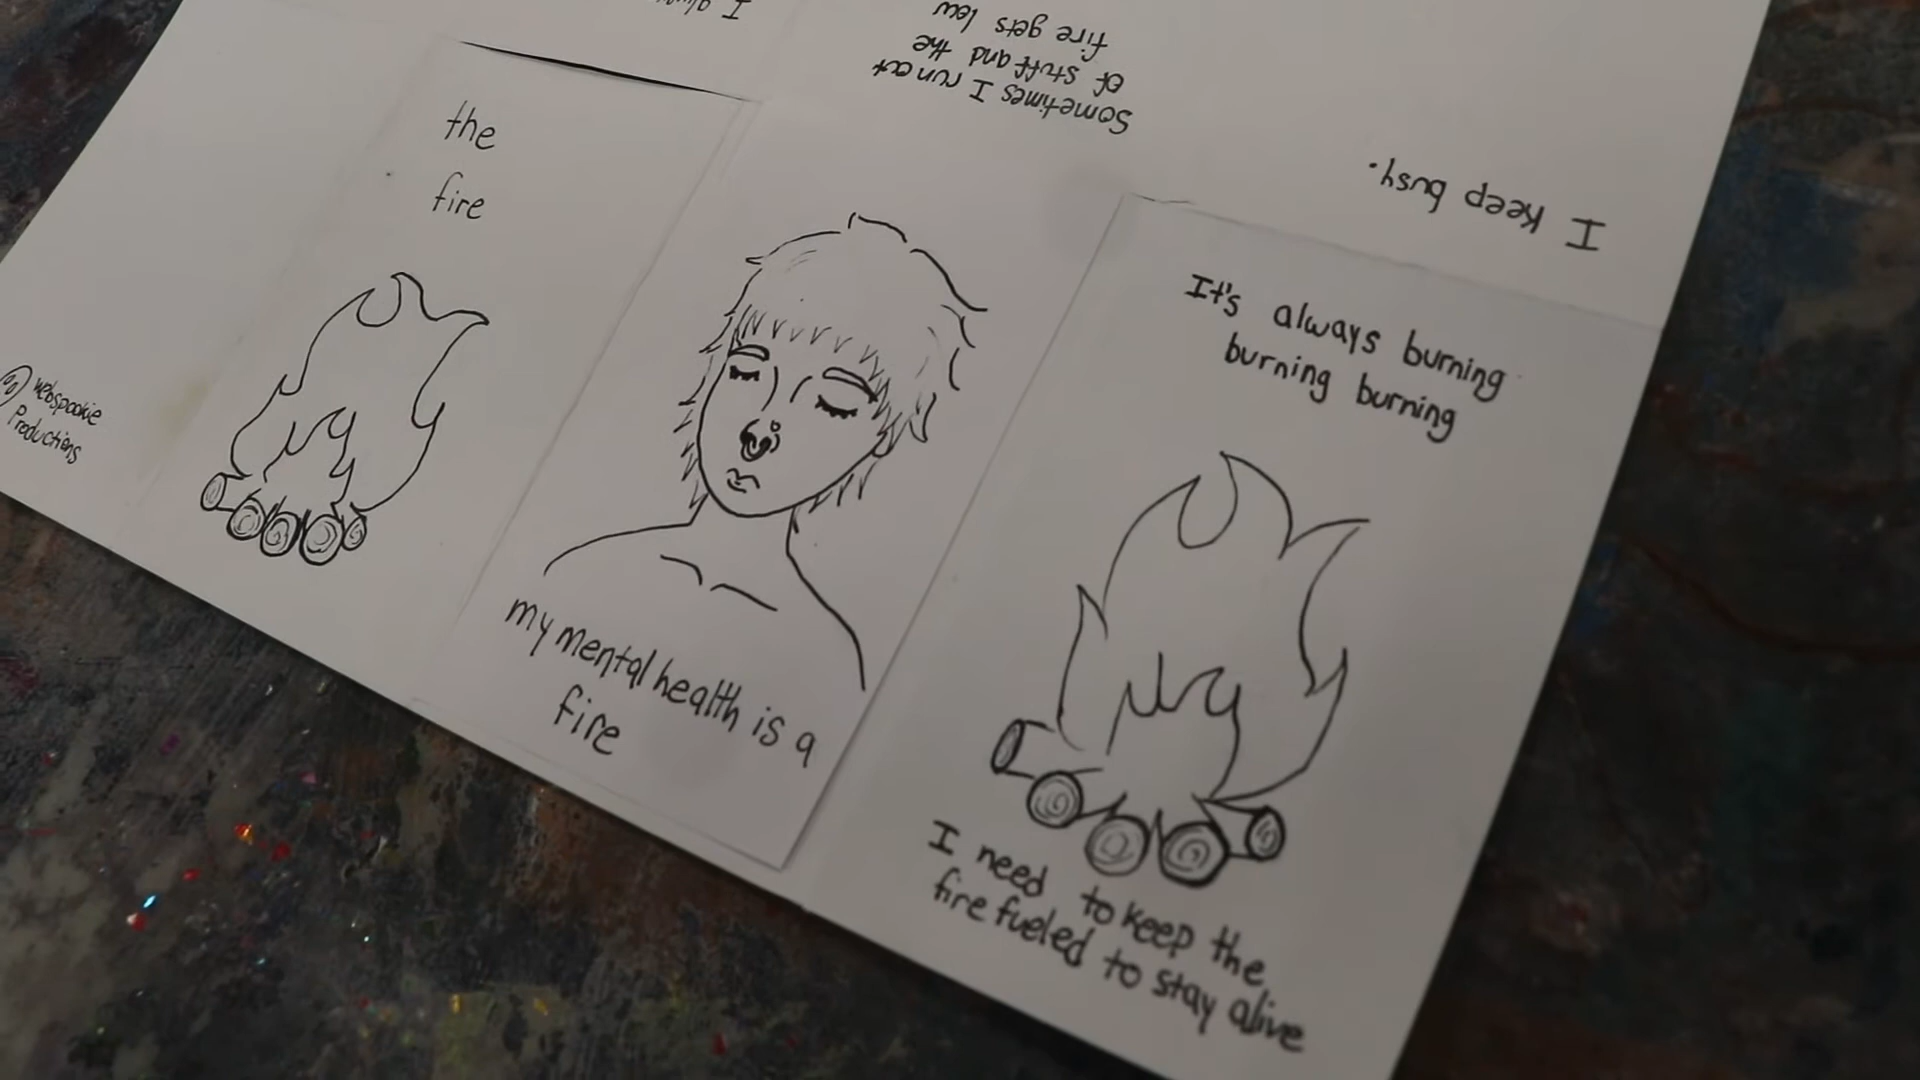 the
fire
webspookie
Productions
my mental health is a
fire
It's always burning
burning burning
I need to keep the
fire fueled to stay alive
I keep busy.
Sometimes I run out
of stuff and the
fire gets low
I